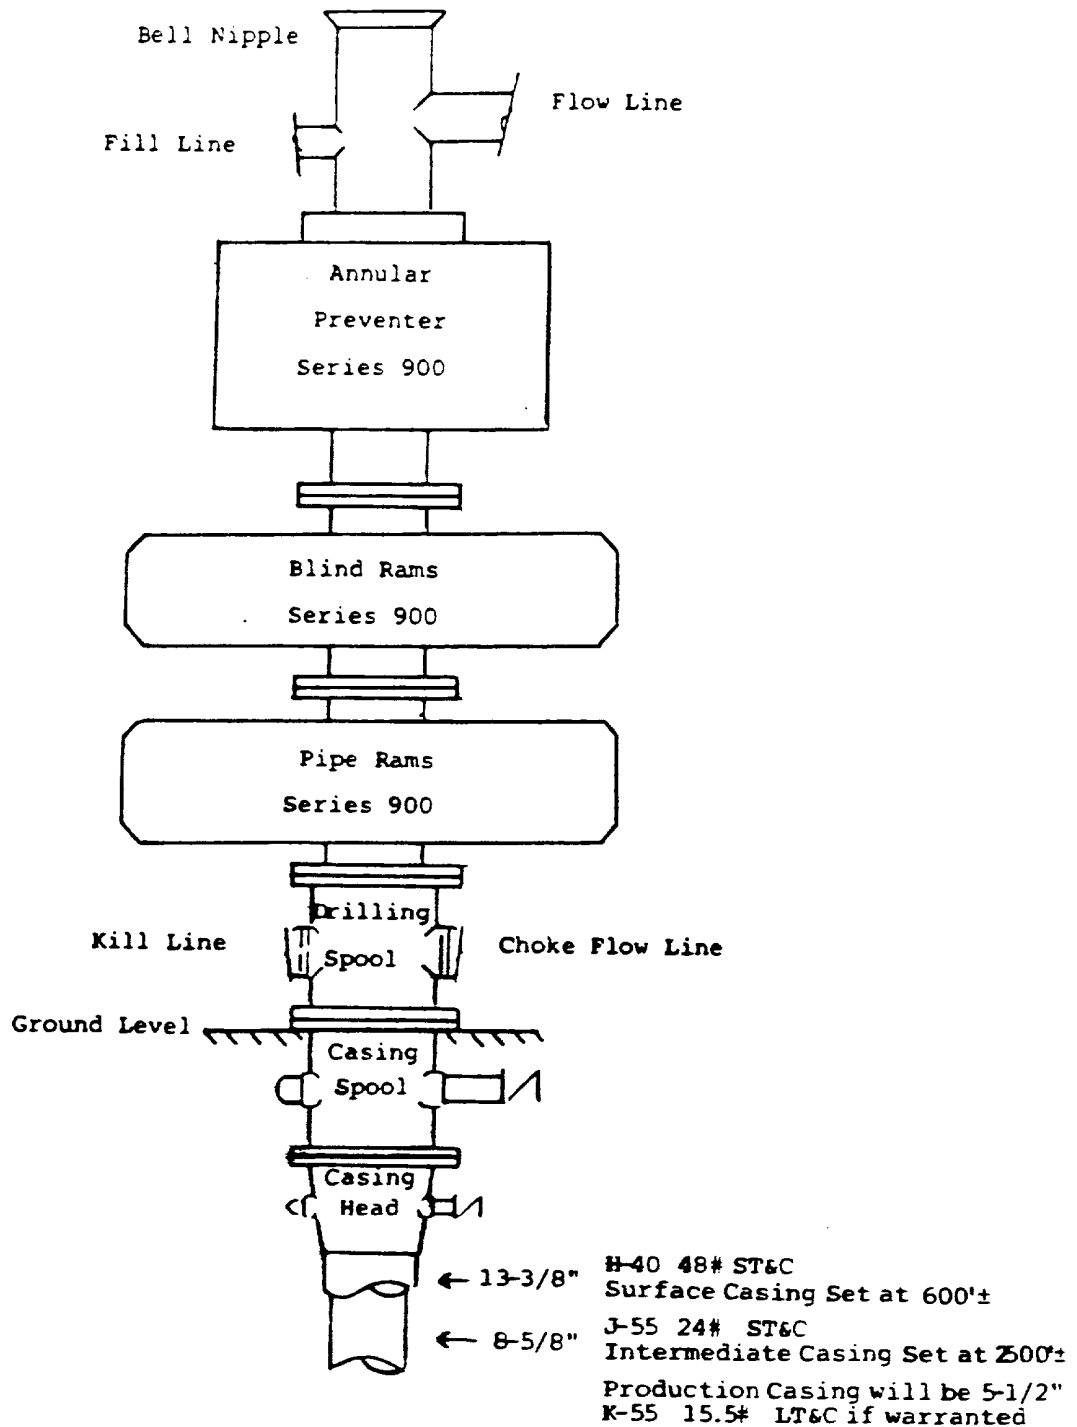 Bell Nipple
Flow Line
Fill Line
Annular
Preventer
Series 900
Blind Rams
Series 900
Pipe Rams
Series 900
Drilling
Kill Line
Spool
Choke Flow Line
Ground Level
Casing
Spool
Casing
Head
13-3/8" H-40 48# ST&C
Surface Casing Set at 600'±
8-5/8" J-55 24# ST&C
Intermediate Casing Set at 2500'±
Production Casing will be 5-1/2"
K-55 15.5# LT&C if warranted